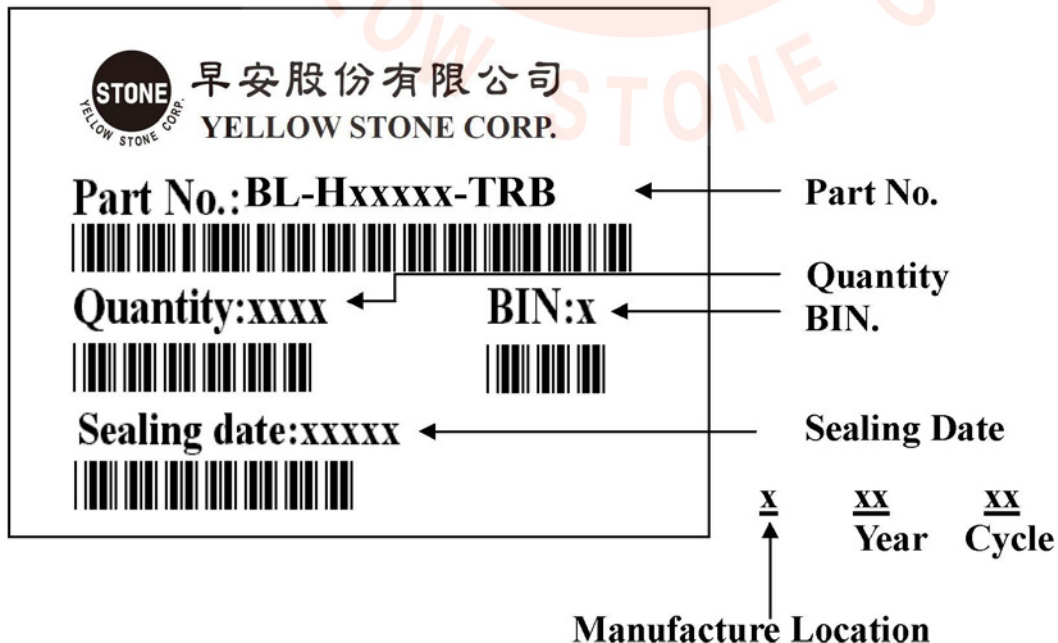 YELLOW STONE
STONE
YELLOW STONE CORP.
早安股份有限公司
YELLOW STONE CORP.
Part No.:BL-Hxxxxx-TRB
Part No.
Quantity:xxxx
BIN:x
Quantity
BIN.
Sealing date:xxxxx
Sealing Date
x xx xx
Year Cycle
Manufacture Location